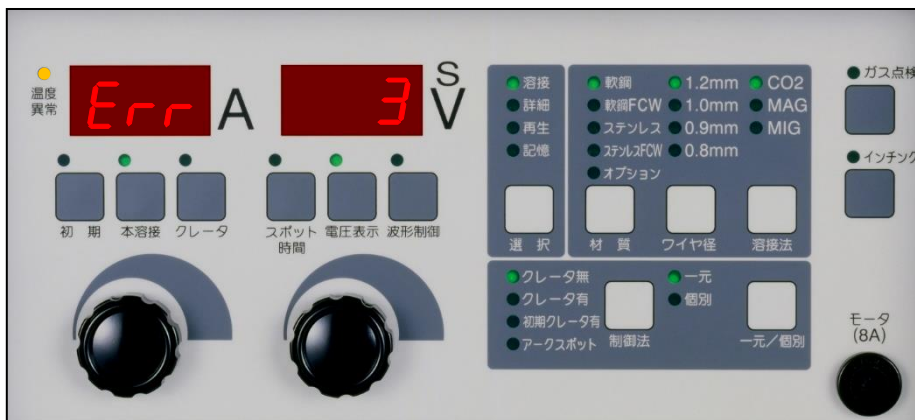 温度
異常
Err
A
3
S
V
初 期
本溶接
クレータ
スポット
時間
電圧表示
波形制御
溶接
詳細
再生
記憶
選 択
軟鋼
軟鋼FCW
ステンレス
ステンレスFCW
オプション
材 質
1.2mm
1.0mm
0.9mm
0.8mm
ワイヤ径
CO2
MAG
MIG
溶接法
クレータ無
クレータ有
初期クレータ有
アークスポット
制御法
一元
個別
一元/個別
ガス点検
インチング
モータ
(8A)